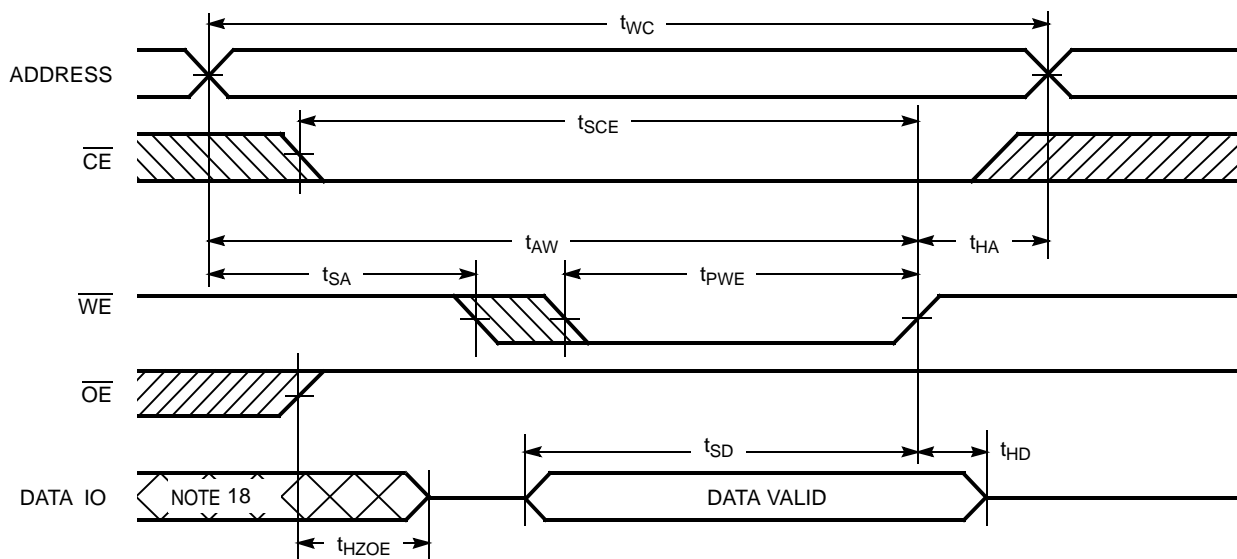 tWC
ADDRESS
tSCE
CE
tAW
tHA
tSA
tPWE
WE
OE
tSD
tHD
DATA IO
NOTE 18
DATA VALID
tHZOE